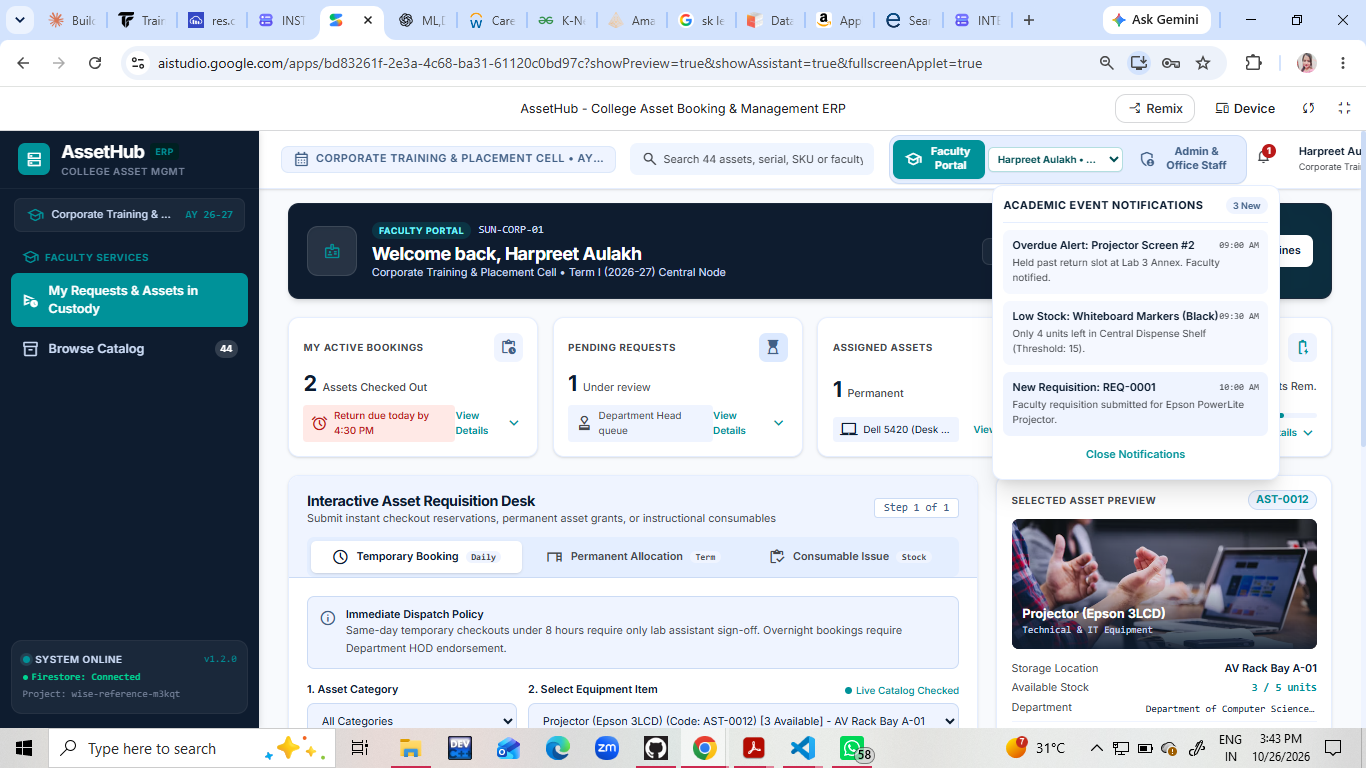 Build
Train
res.c
INST
ML,D
Caree
K-Ne
Ama
sk le
Data
App
Sear
INTE
Ask Gemini
aistudio.google.com/apps/bd83261f-2e3a-4c68-ba31-61120c0bd97c?showPreview=true&showAssistant=true&fullscreenApplet=true
AssetHub - College Asset Booking & Management ERP
Remix
Device
AssetHub ERP
COLLEGE ASSET MGMT
CORPORATE TRAINING & PLACEMENT CELL • AY...
Search 44 assets, serial, SKU or faculty
Faculty
Portal
Harpreet Aulakh • ...
Admin &
Office Staff
1
Harpreet Au
Corporate Trai
Corporate Training & ... AY 26-27
FACULTY SERVICES
My Requests & Assets in
Custody
Browse Catalog 44
SYSTEM ONLINE v1.2.0
Firestore: Connected
Project: wise-reference-m3kqt
FACULTY PORTAL SUN-CORP-01
Welcome back, Harpreet Aulakh
Corporate Training & Placement Cell • Term I (2026-27) Central Node
ines
ACADEMIC EVENT NOTIFICATIONS 3 New
Overdue Alert: Projector Screen #2 09:00 AM
Held past return slot at Lab 3 Annex. Faculty
notified.
Low Stock: Whiteboard Markers (Black) 09:30 AM
Only 4 units left in Central Dispense Shelf
(Threshold: 15).
New Requisition: REQ-0001 10:00 AM
Faculty requisition submitted for Epson PowerLite
Projector.
Close Notifications
MY ACTIVE BOOKINGS
2 Assets Checked Out
Return due today by
4:30 PM
View
Details
PENDING REQUESTS
1 Under review
Department Head
queue
View
Details
ASSIGNED ASSETS
1 Permanent
Dell 5420 (Desk ...
View
ts Rem.
tails
Interactive Asset Requisition Desk
Submit instant checkout reservations, permanent asset grants, or instructional consumables
Step 1 of 1
Temporary Booking Daily
Permanent Allocation Term
Consumable Issue Stock
Immediate Dispatch Policy
Same-day temporary checkouts under 8 hours require only lab assistant sign-off. Overnight bookings require
Department HOD endorsement.
1. Asset Category
All Categories
2. Select Equipment Item
Live Catalog Checked
Projector (Epson 3LCD) (Code: AST-0012) [3 Available] - AV Rack Bay A-01
SELECTED ASSET PREVIEW AST-0012
Projector (Epson 3LCD)
Technical & IT Equipment
Storage Location AV Rack Bay A-01
Available Stock 3 / 5 units
Department Department of Computer Science…
Type here to search
DEV
zm
58
7
31°C
ENG
IN
3:43 PM
10/26/2026